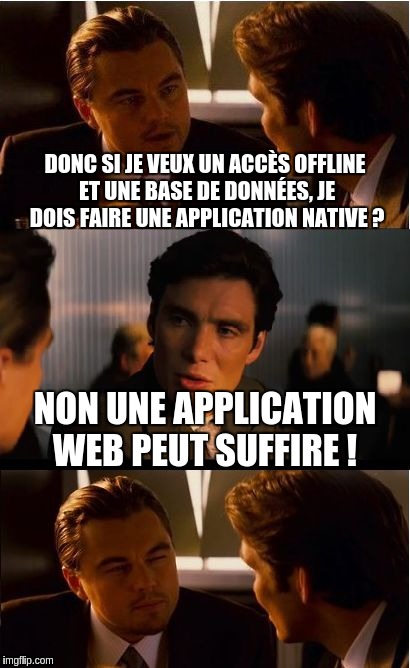 DONC SI JE VEUX UN ACCÈS OFFLINE
ET UNE BASE DE DONNÉES, JE
DOIS FAIRE UNE APPLICATION NATIVE ?
NON UNE APPLICATION
WEB PEUT SUFFIRE !
imgflip.com